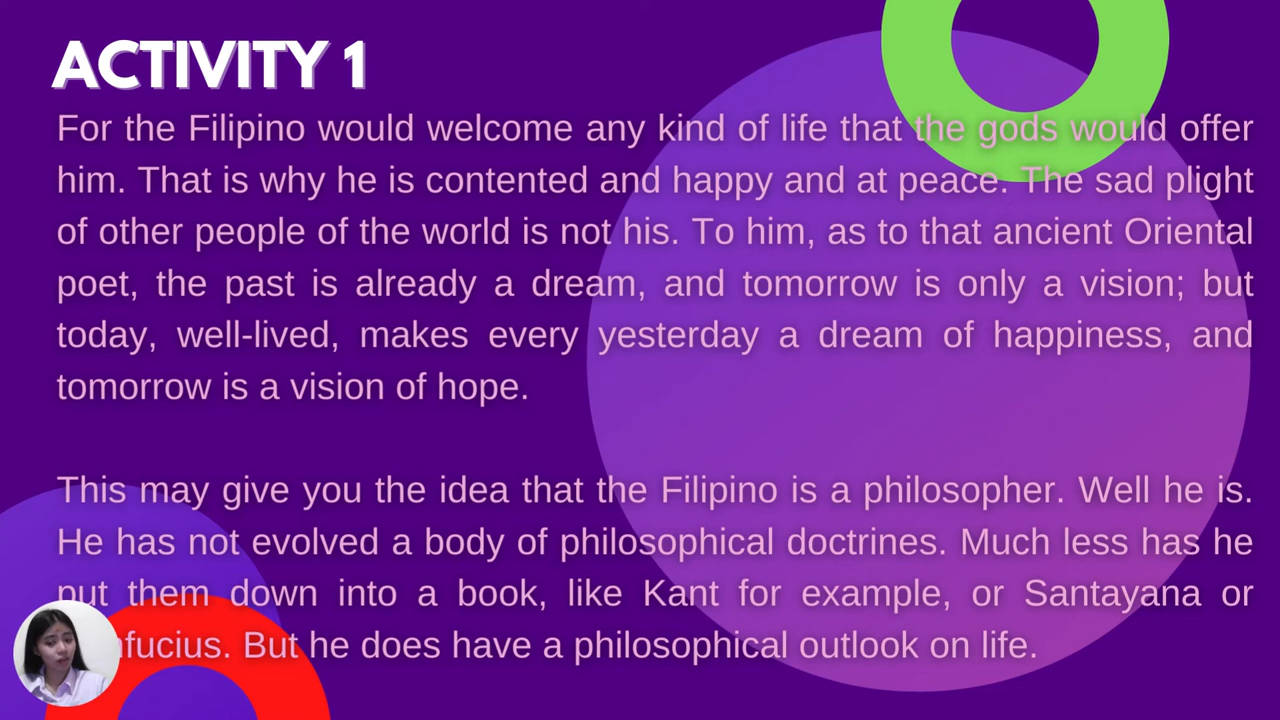 ACTIVITY 1
For the Filipino would welcome any kind of life that the gods would offer
him. That is why he is contented and happy and at peace. The sad plight
of other people of the world is not his. To him, as to that ancient Oriental
poet, the past is already a dream, and tomorrow is only a vision; but
today, well-lived, makes every yesterday a dream of happiness, and
tomorrow is a vision of hope.
This may give you the idea that the Filipino is a philosopher. Well he is.
He has not evolved a body of philosophical doctrines. Much less has he
put them down into a book, like Kant for example, or Santayana or
nfucius. But he does have a philosophical outlook on life.